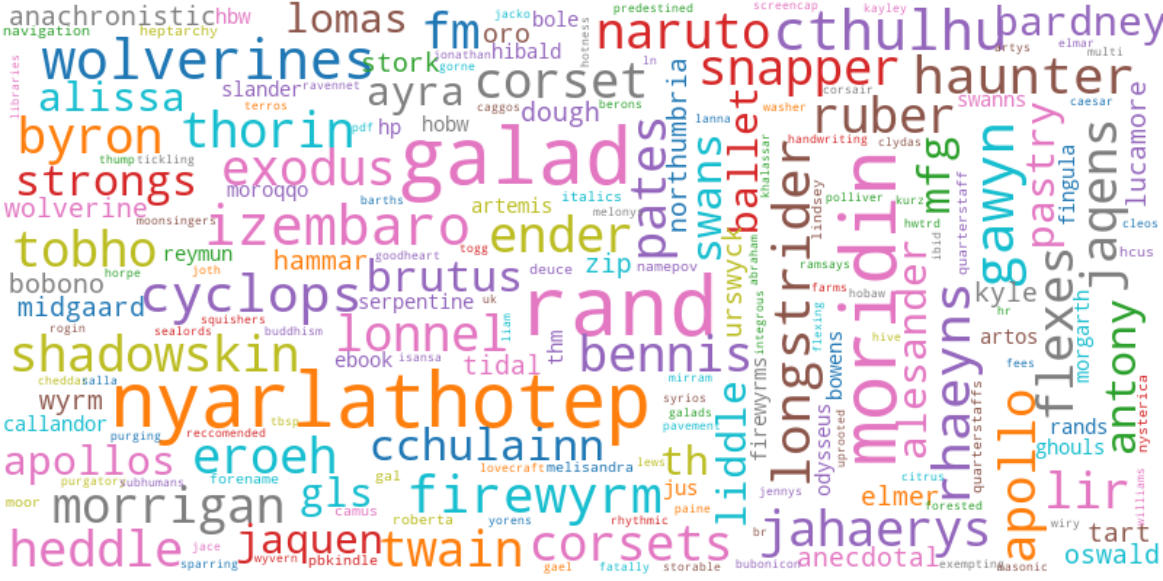 anachronistic hbw lomas fm oro jacko bole predestined screencap kayley bardney
navigation heptarchy jonathan hibald hotness naruto cthulhu artys elmar multi
libraries wolverines stork gorne corset ln snapper haunter
alissa slander ravennet ayra caggos dough berons corsair swanns caesar
terros washer ruber lucamore
byron thorin pdf hp hobw lanna ballet handwriting clydas
thump tickling exodus galad pates northumbria swans khalassar longstrider moridin mfg gawyn pastry fingula jaqens
strongs moroqqo barths italics lindsey polliver kurz quarterstaff cleos
wolverine moonsingers izembaro artemis melony hwtrd ibid
tobho reymun togg ender urswyck abraham hcus
horpe joth hammar goodheart deuce zip namepov ramsays alesander
bobono cyclops brutus farms hobaw kyle flexes
midgaard squishers serpentine uk rand integrous flexing rhaeyns hr morgarth antony
rogin sealords buddhism lonnel liam thm bowens hive artos
shadowskin ebook isansa tidal bennis firewyrms fees
chedda salla nyarlathotep mirram liddle quarterstaffs apollo
wyrm syrios galads odysseus uprooted
callandor purging reccomended tbsp pavement rands hysterica
cchulainn ghouls
apollos eroeh lovecraft melisandra lews th citrus lir
purgatory subhumans forename gal jennys
moor morrigan gls camus firewyrm jus elmer forested williams
roberta yorens rhythmic paine br jahaerys wiry tart
heddle jace jaquen twain corsets anecdotal oswald
sparring wyvern pbkindle gael fatally storable bubonicon exempting masonic